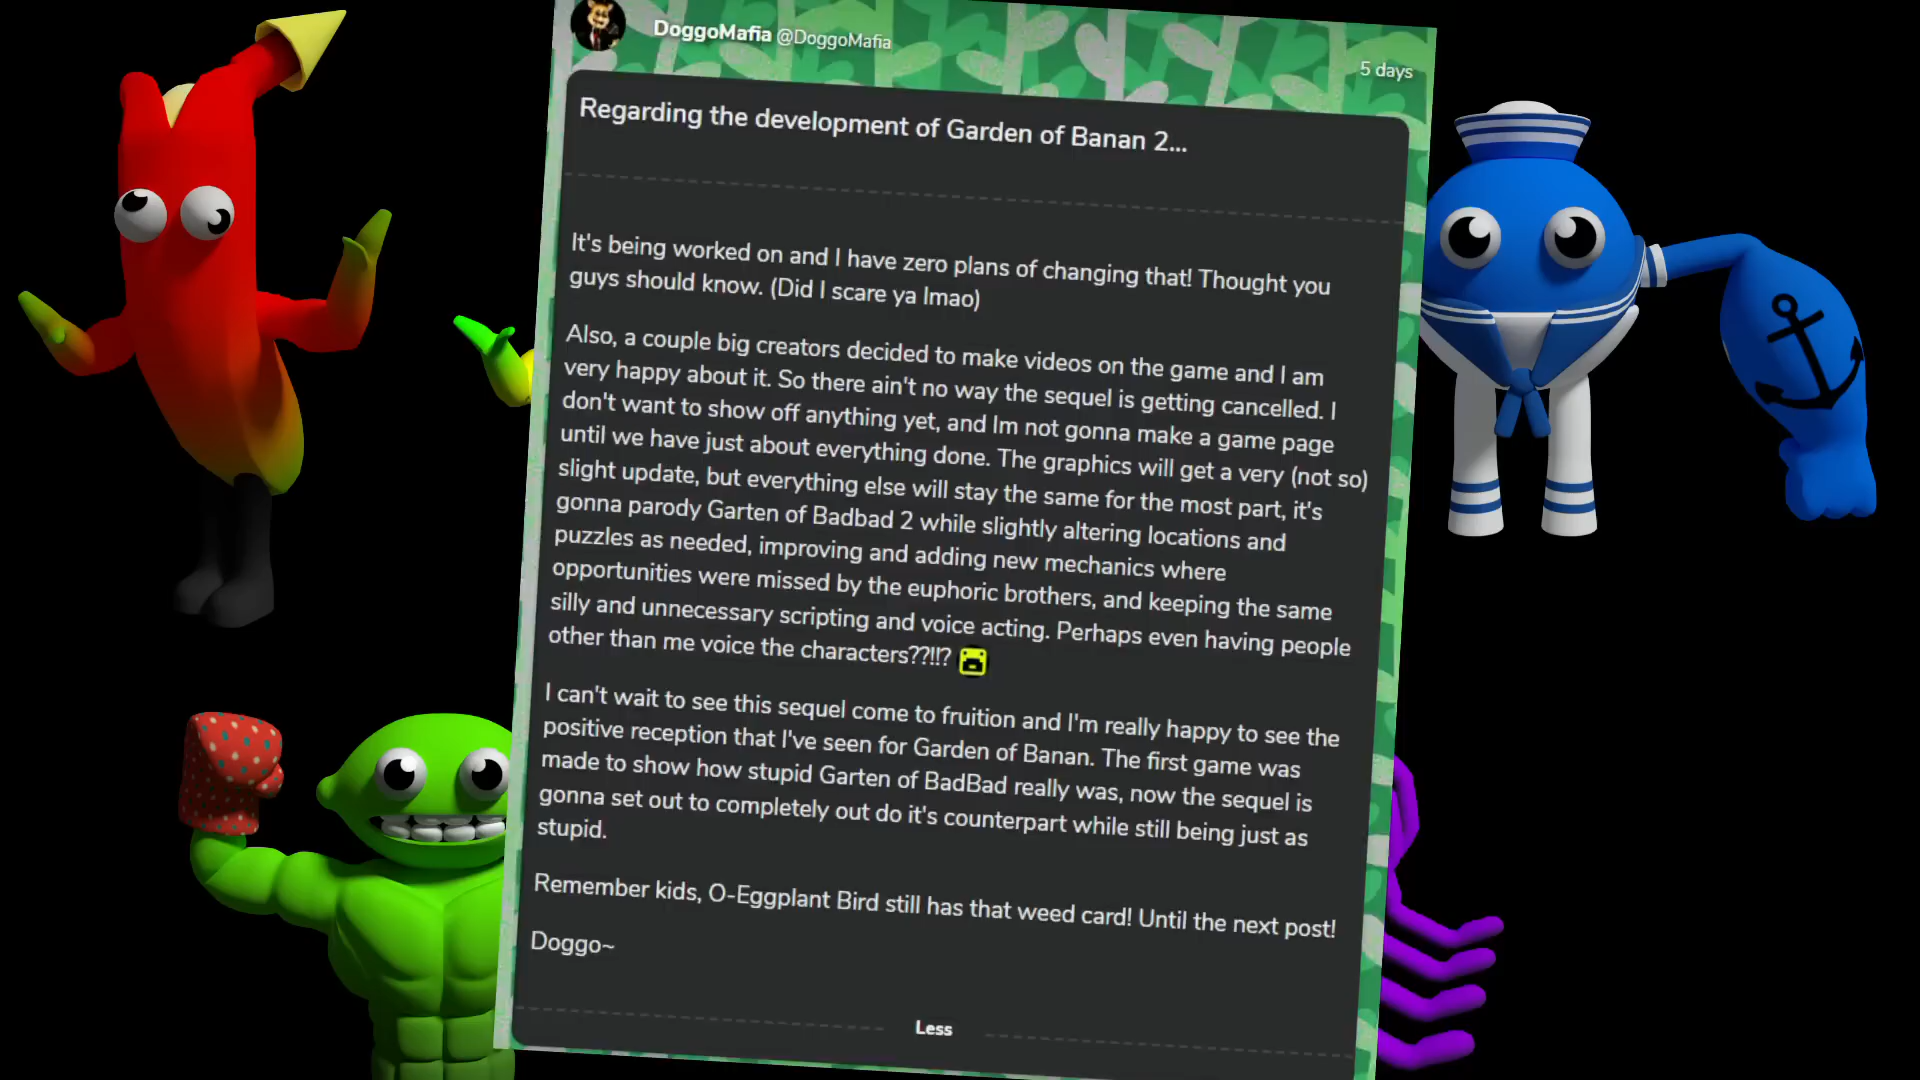 DoggoMafia @DoggoMafia
5 days
Regarding the development of Garden of Banan 2...
It's being worked on and I have zero plans of changing that! Thought you
guys should know. (Did I scare ya lmao)
Also, a couple big creators decided to make videos on the game and I am
very happy about it. So there ain't no way the sequel is getting cancelled. I
don't want to show off anything yet, and Im not gonna make a game page
until we have just about everything done. The graphics will get a very (not so)
slight update, but everything else will stay the same for the most part, it's
gonna parody Garten of Badbad 2 while slightly altering locations and
puzzles as needed, improving and adding new mechanics where
opportunities were missed by the euphoric brothers, and keeping the same
silly and unnecessary scripting and voice acting. Perhaps even having people
other than me voice the characters??!!?
I can't wait to see this sequel come to fruition and I'm really happy to see the
positive reception that I've seen for Garden of Banan. The first game was
made to show how stupid Garten of BadBad really was, now the sequel is
gonna set out to completely out do it's counterpart while still being just as
stupid.
Remember kids, O-Eggplant Bird still has that weed card! Until the next post!
Doggo~
Less